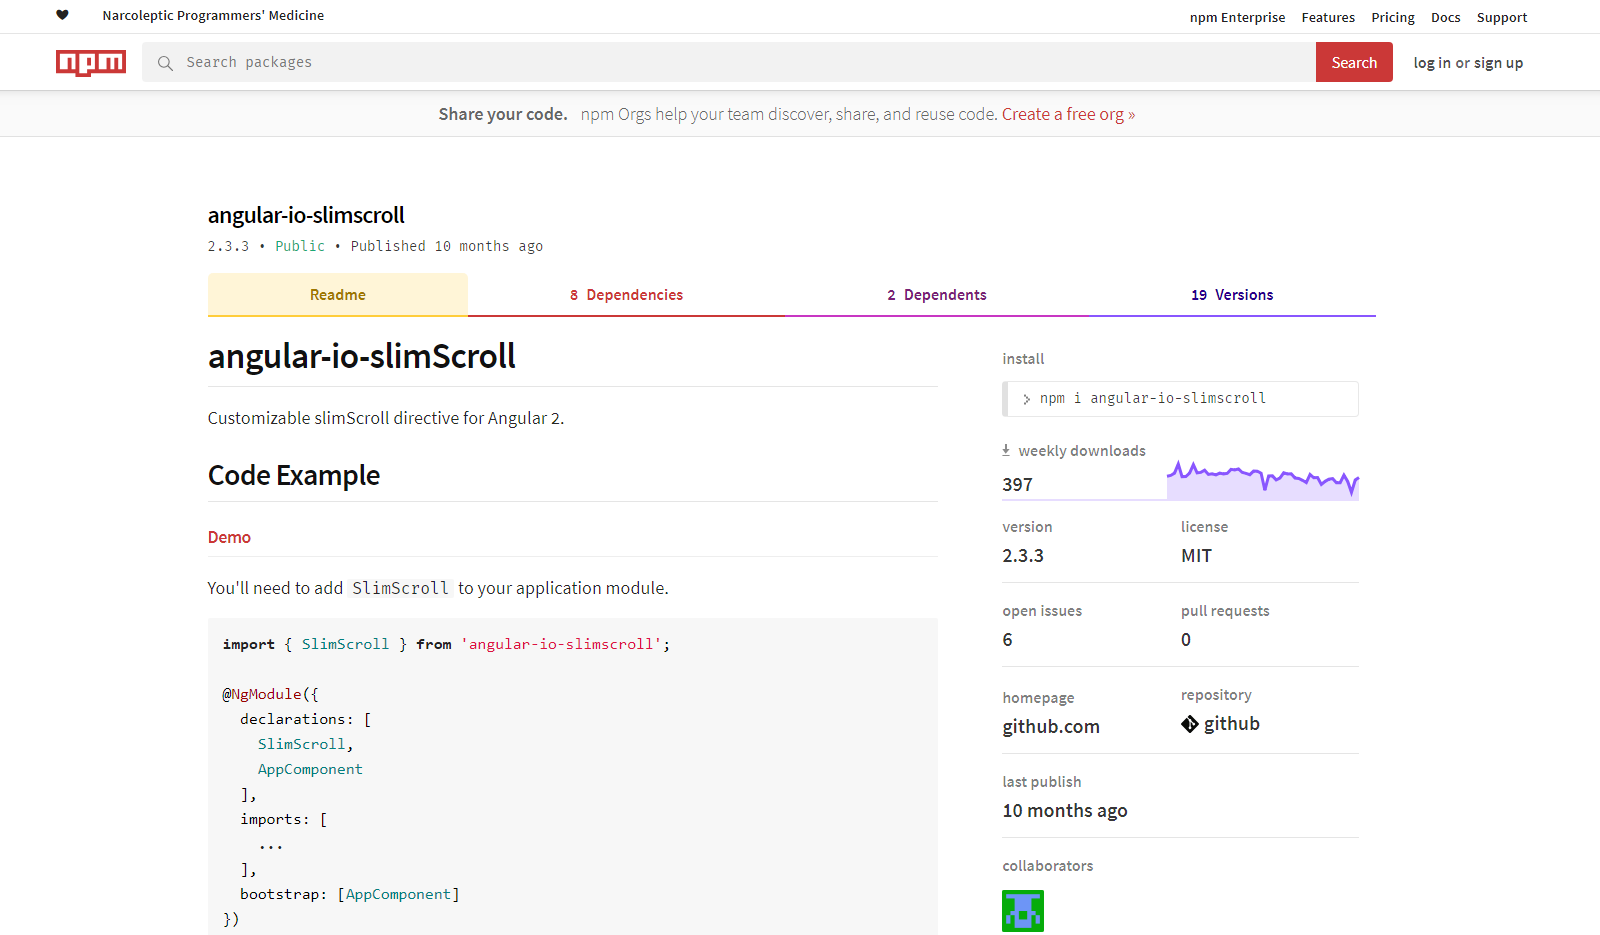 ♥ Narcoleptic Programmers' Medicine
npm Enterprise Features Pricing Docs Support
npm
Search packages
Search
log in or sign up
Share your code. npm Orgs help your team discover, share, and reuse code. Create a free org »
angular-io-slimscroll
2.3.3 • Public • Published 10 months ago
Readme
8 Dependencies
2 Dependents
19 Versions
angular-io-slimScroll
Customizable slimScroll directive for Angular 2.
Code Example
Demo
You'll need to add SlimScroll to your application module.
import { SlimScroll } from 'angular-io-slimscroll';
@NgModule({
  declarations: [
    SlimScroll,
    AppComponent
  ],
  imports: [
    ...
  ],
  bootstrap: [AppComponent]
})
install
> npm i angular-io-slimscroll
weekly downloads
397
version
2.3.3
license
MIT
open issues
6
pull requests
0
homepage
github.com
repository
github
last publish
10 months ago
collaborators